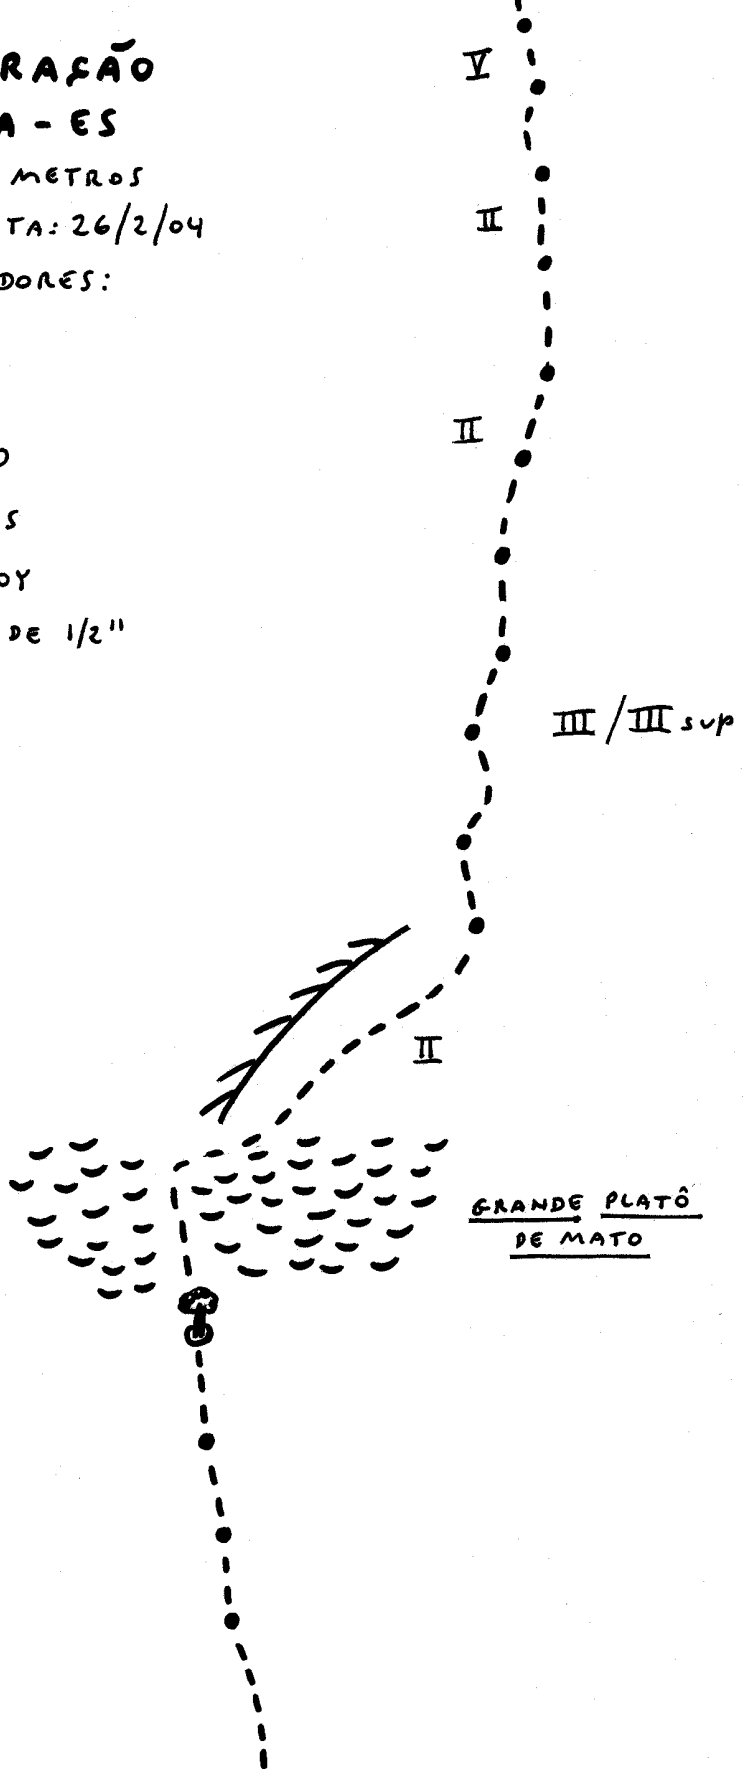 RAÇÃO
A - ES
METROS
TA: 26/2/04
DORES:
O
S
OY
DE 1/2"
V
II
II
III / III sup
II
GRANDE PLATÔ
DE MATO